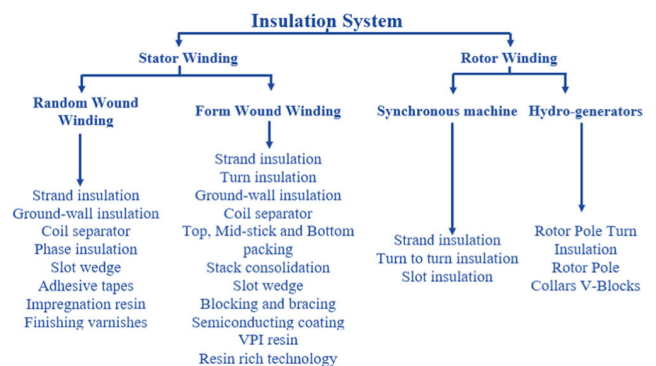 Insulation System
Stator Winding
Rotor Winding
Random Wound
Winding
Form Wound Winding
Synchronous machine
Hydro-generators
Strand insulation
Ground-wall insulation
Coil separator
Phase insulation
Slot wedge
Adhesive tapes
Impregnation resin
Finishing varnishes
Strand insulation
Turn insulation
Ground-wall insulation
Coil separator
Top, Mid-stick and Bottom
packing
Stack consolidation
Slot wedge
Blocking and bracing
Semiconducting coating
VPI resin
Resin rich technology
Strand insulation
Turn to turn insulation
Slot insulation
Rotor Pole Turn
Insulation
Rotor Pole
Collars V-Blocks